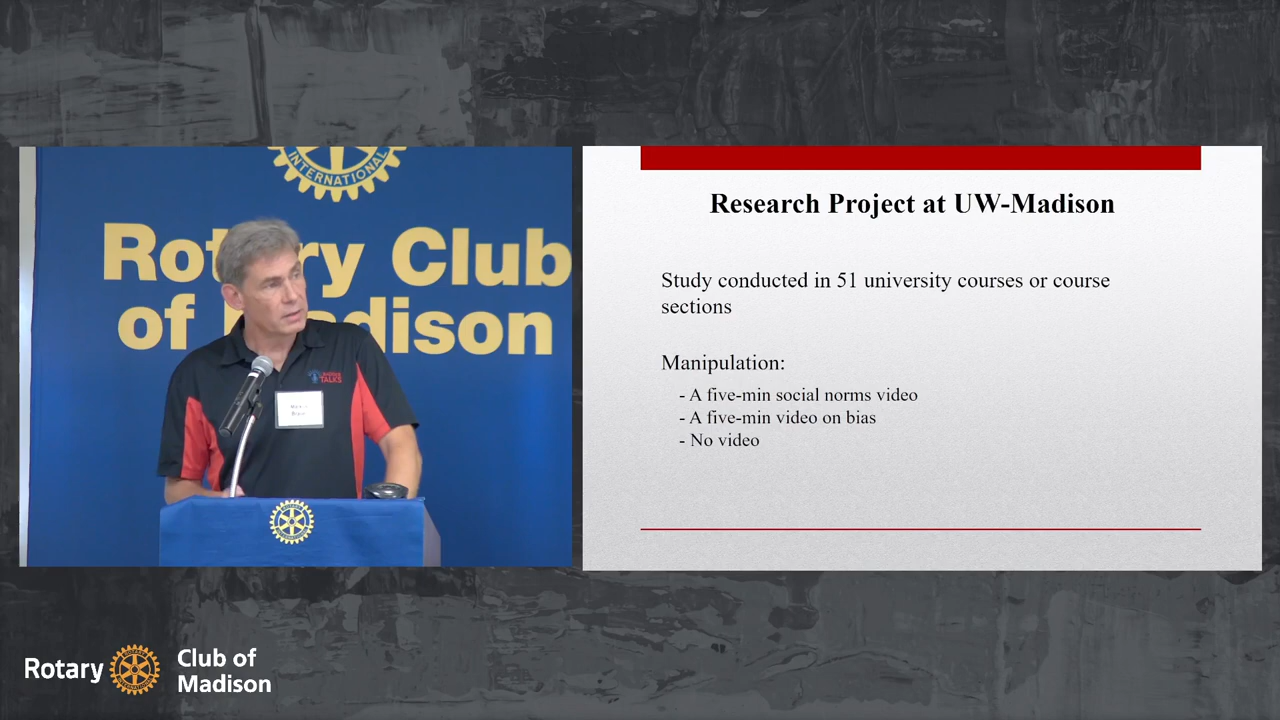 INTERNATIONAL
Rotary Club
of Madison
TALKS
Research Project at UW-Madison
Study conducted in 51 university courses or course
sections
Manipulation:
- A five-min social norms video
- A five-min video on bias
- No video
Rotary
Club of
Madison